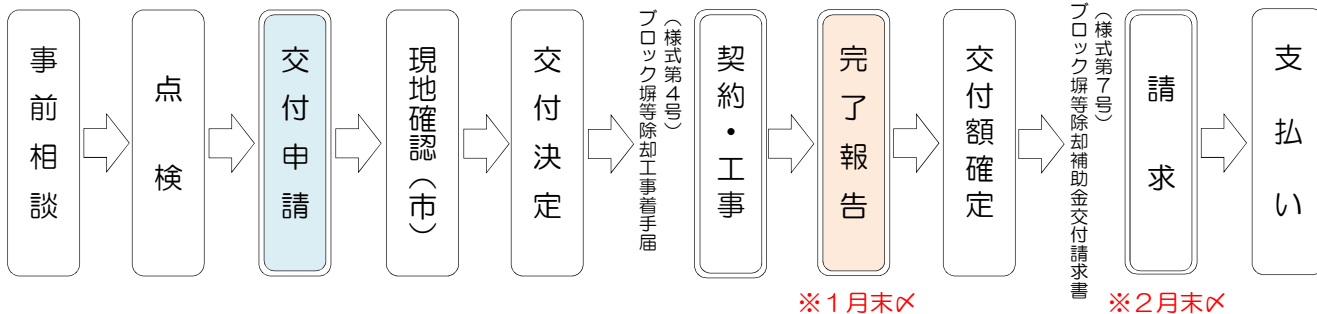 事前相談
点検
交付申請
現地確認（市）
交付決定
（様式第４号）
ブロック塀等除却工事着手届
契約・工事
完了報告
交付額確定
（様式第７号）
ブロック塀等除却補助金交付請求書
請求
支払い
※１月末〆
※２月末〆